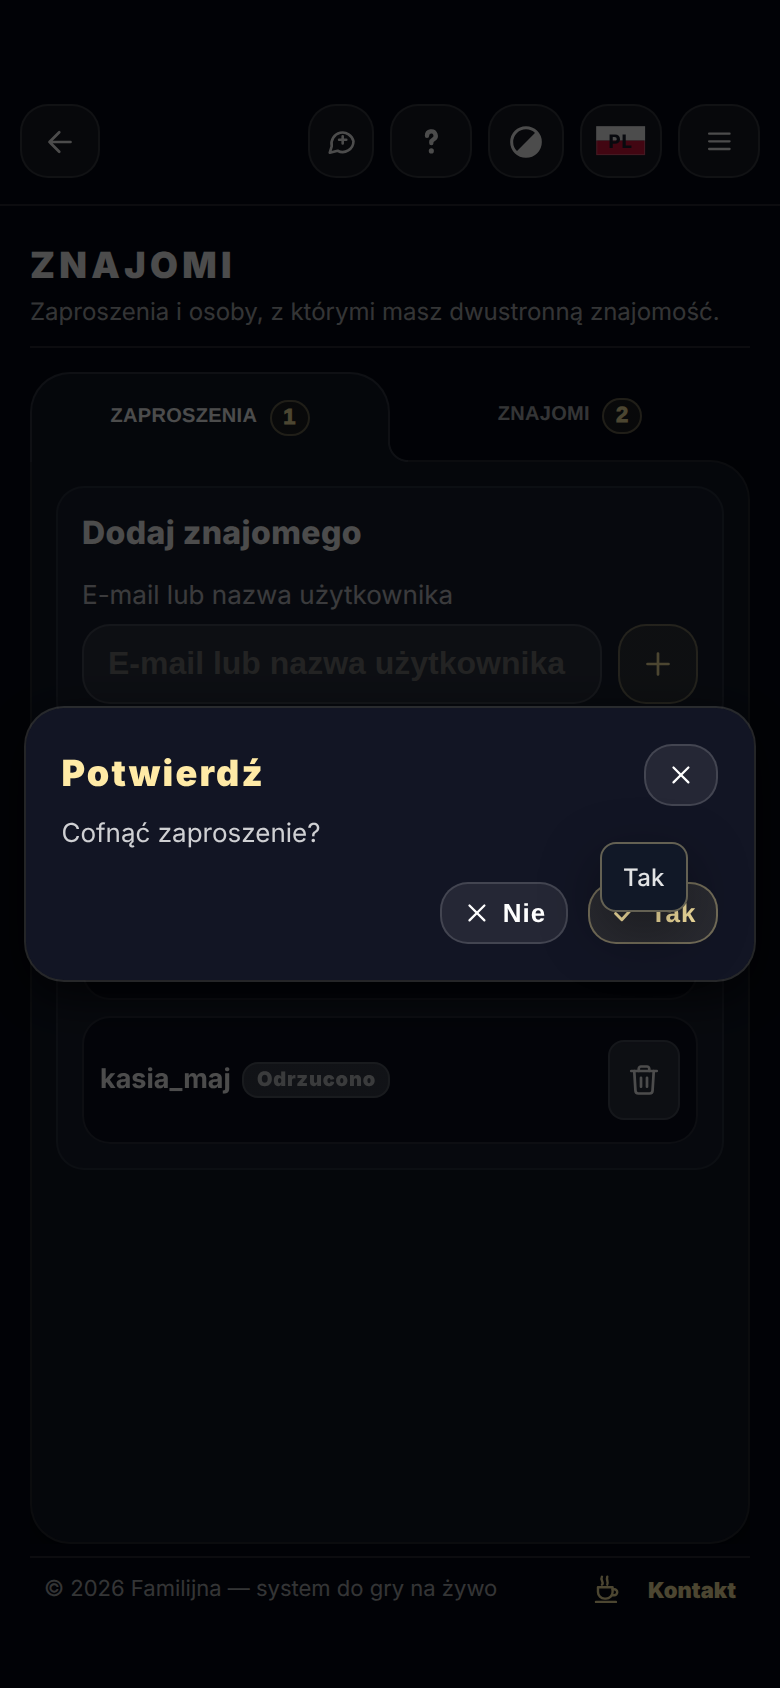 PL
ZNAJOMI
Zaproszenia i osoby, z którymi masz dwustronną znajomość.
ZAPROSZENIA 1
ZNAJOMI 2
Dodaj znajomego
E-mail lub nazwa użytkownika
E-mail lub nazwa użytkownika
Potwierdź
Cofnąć zaproszenie?
Tak
Nie
Tak
kasia_maj Odrzucono
© 2026 Familijna — system do gry na żywo
Kontakt